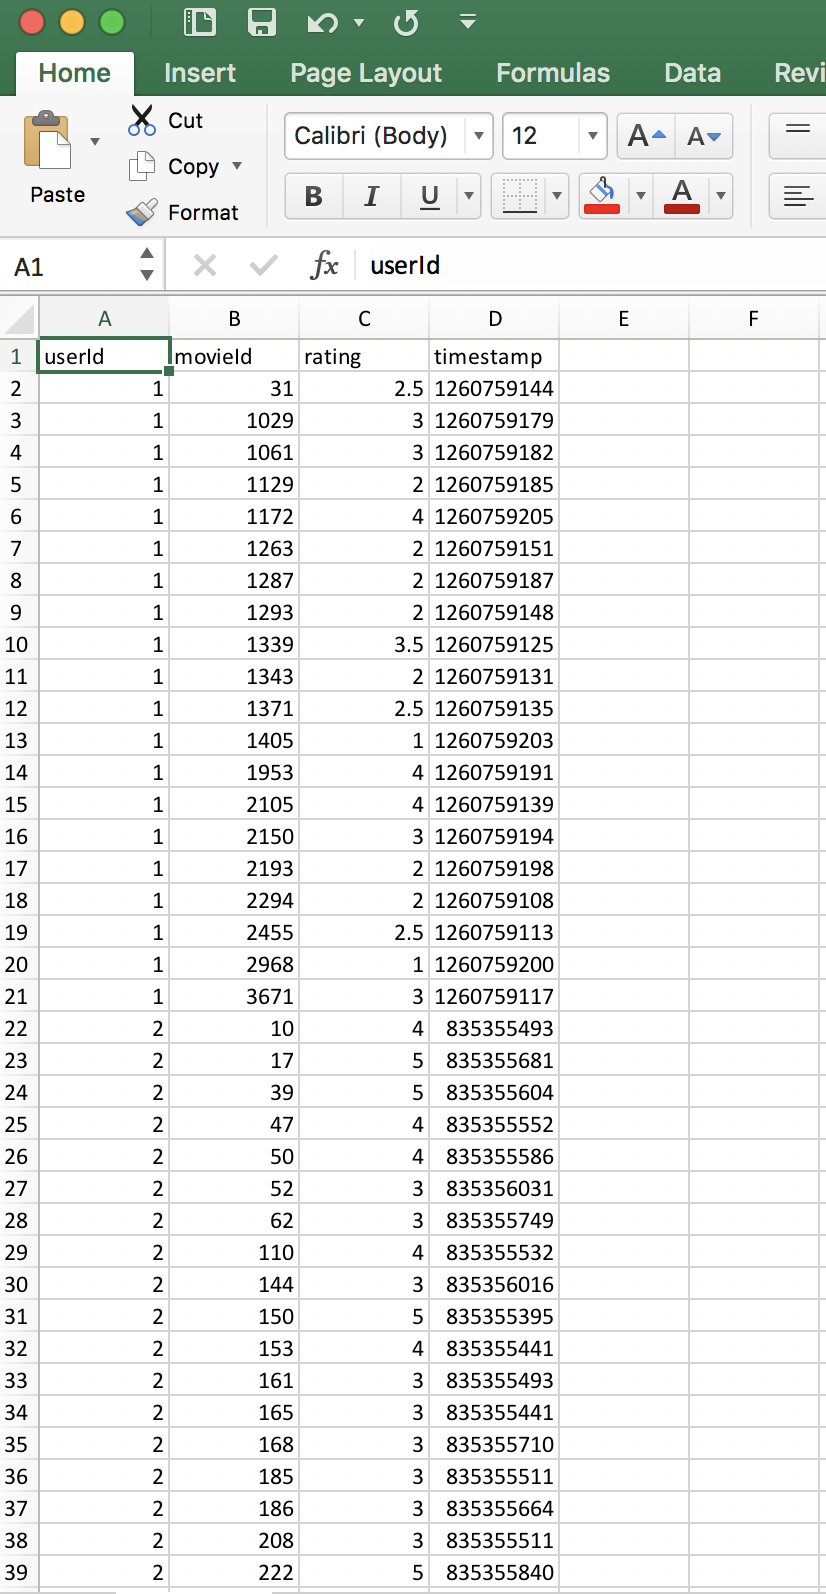 Home Insert Page Layout Formulas Data Revi
Paste
Cut
Copy
Format
Calibri (Body) 12 A A
B I U A
A1 fx userId
A B C D E F
1 userId movieId rating timestamp
2 1 31 2.5 1260759144
3 1 1029 3 1260759179
4 1 1061 3 1260759182
5 1 1129 2 1260759185
6 1 1172 4 1260759205
7 1 1263 2 1260759151
8 1 1287 2 1260759187
9 1 1293 2 1260759148
10 1 1339 3.5 1260759125
11 1 1343 2 1260759131
12 1 1371 2.5 1260759135
13 1 1405 1 1260759203
14 1 1953 4 1260759191
15 1 2105 4 1260759139
16 1 2150 3 1260759194
17 1 2193 2 1260759198
18 1 2294 2 1260759108
19 1 2455 2.5 1260759113
20 1 2968 1 1260759200
21 1 3671 3 1260759117
22 2 10 4 835355493
23 2 17 5 835355681
24 2 39 5 835355604
25 2 47 4 835355552
26 2 50 4 835355586
27 2 52 3 835356031
28 2 62 3 835355749
29 2 110 4 835355532
30 2 144 3 835356016
31 2 150 5 835355395
32 2 153 4 835355441
33 2 161 3 835355493
34 2 165 3 835355441
35 2 168 3 835355710
36 2 185 3 835355511
37 2 186 3 835355664
38 2 208 3 835355511
39 2 222 5 835355840